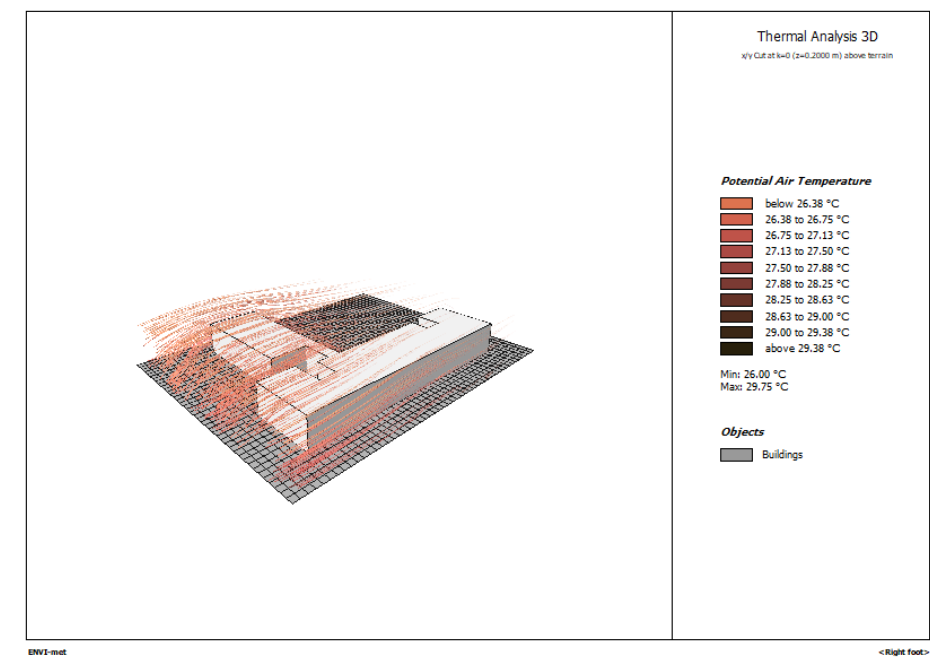 Thermal Analysis 3D
x/y Cut at k=0 (z=0.2000 m) above terrain
Potential Air Temperature
below 26.38 °C
26.38 to 26.75 °C
26.75 to 27.13 °C
27.13 to 27.50 °C
27.50 to 27.88 °C
27.88 to 28.25 °C
28.25 to 28.63 °C
28.63 to 29.00 °C
29.00 to 29.38 °C
above 29.38 °C
Min: 26.00 °C
Max: 29.75 °C
Objects
Buildings
ENVI-met
<Right foot>